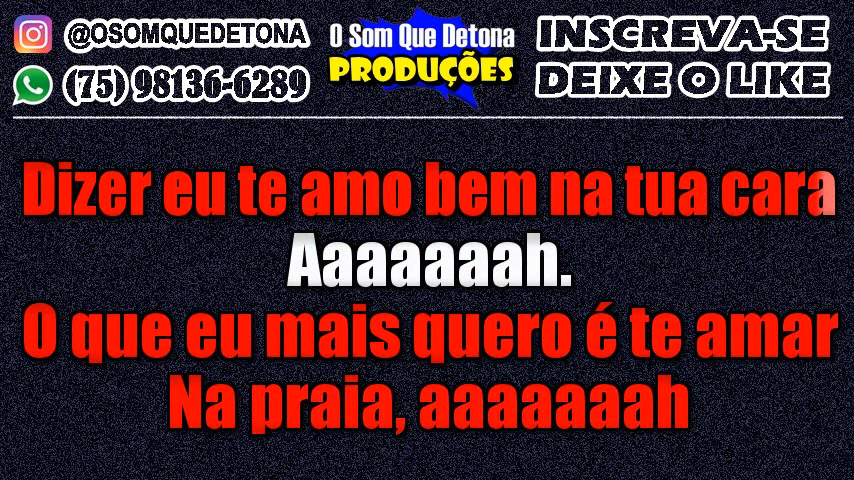 @OSOMQUEDETONA
(75) 98136-6289
O Som Que Detona
PRODUÇÕES
INSCREVA-SE
DEIXE O LIKE
Dizer eu te amo bem na tua cara
Aaaaaaah.
O que eu mais quero é te amar
Na praia, aaaaaaah